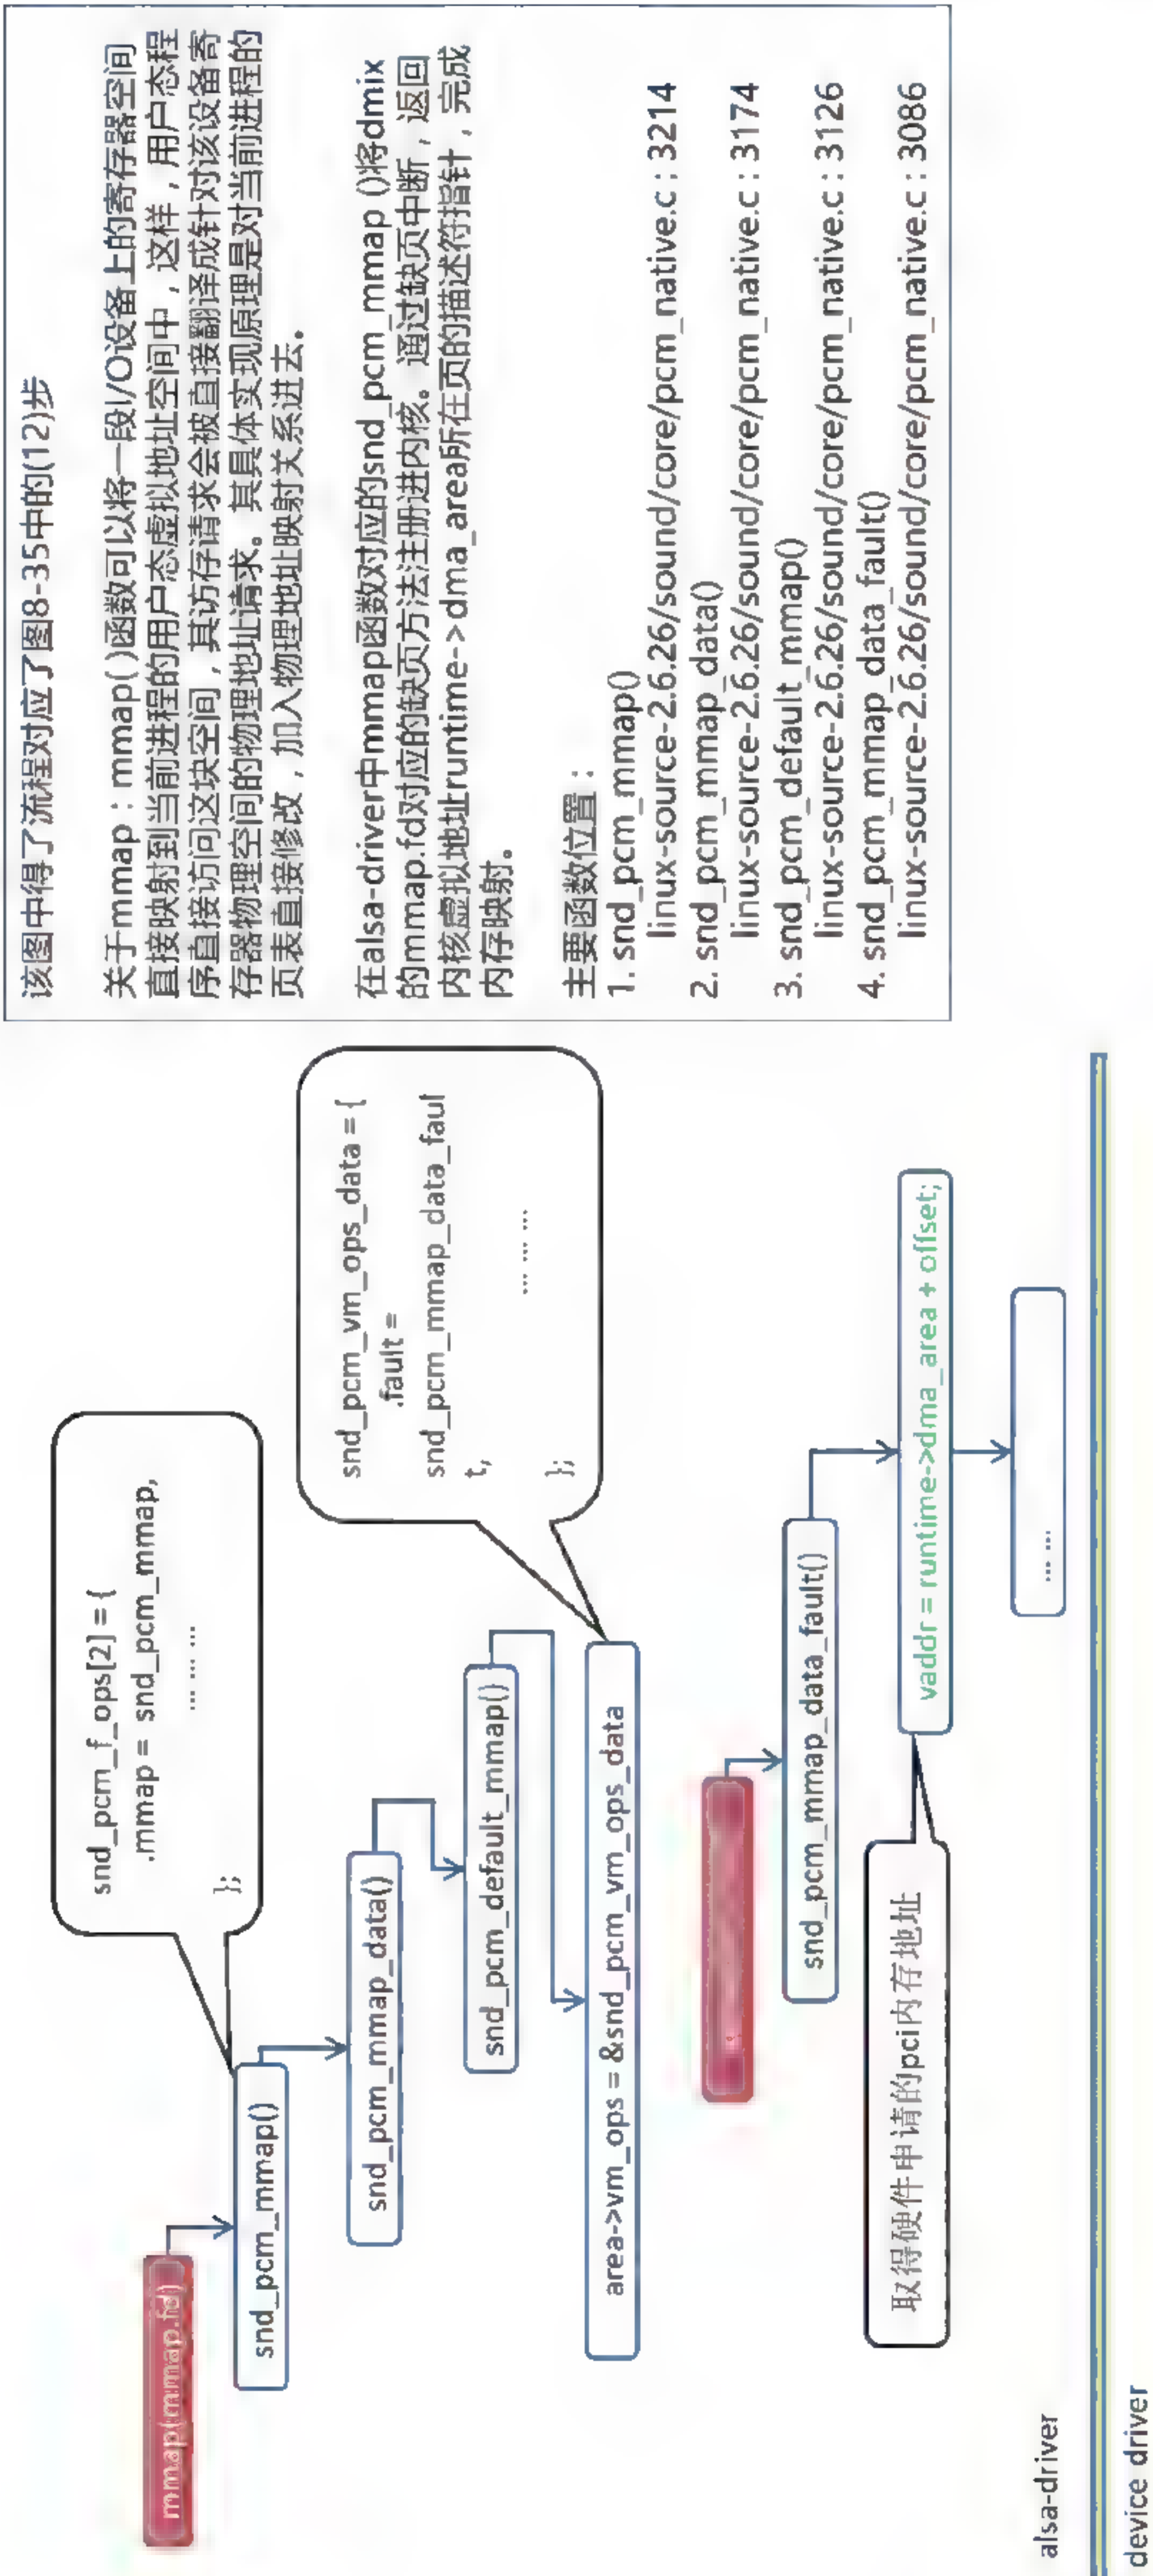 mmap(mmap.fd)
snd_pcm_mmap()
snd_pcm_f_ops[2] = {
.mmap = snd_pcm_mmap,
... ... ...
};
snd_pcm_mmap_data()
snd_pcm_default_mmap()
area->vm_ops = &snd_pcm_vm_ops_data
snd_pcm_vm_ops_data = {
.fault =
snd_pcm_mmap_data_faul
t,
... ... ...
};
snd_pcm_mmap_data_fault()
vaddr = runtime->dma_area + offset;
取得硬件申请的pci内存地址
... ...
alsa-driver
device driver
该图中得了流程对应了图8-35中的(12)步
关于mmap：mmap( )函数可以将一段I/O设备上的寄存器空间
直接映射到当前进程的用户态虚拟地址空间中，这样，用户态程
序直接访问这块空间，其访存请求会被直接翻译成针对该设备寄
存器物理空间的物理地址请求。其具体实现原理是对当前进程的
页表直接修改，加入物理地址映射关系进去。
在alsa-driver中mmap函数对应的snd_pcm_mmap ()将dmix
的mmap.fd对应的缺页方法注册进内核。通过缺页中断，返回
内核虚拟地址runtime->dma_area所在页的描述符指针，完成
内存映射。
主要函数位置：
1. snd_pcm_mmap()
linux-source-2.6.26/sound/core/pcm_native.c : 3214
2. snd_pcm_mmap_data()
linux-source-2.6.26/sound/core/pcm_native.c : 3174
3. snd_pcm_default_mmap()
linux-source-2.6.26/sound/core/pcm_native.c : 3126
4. snd_pcm_mmap_data_fault()
linux-source-2.6.26/sound/core/pcm_native.c : 3086